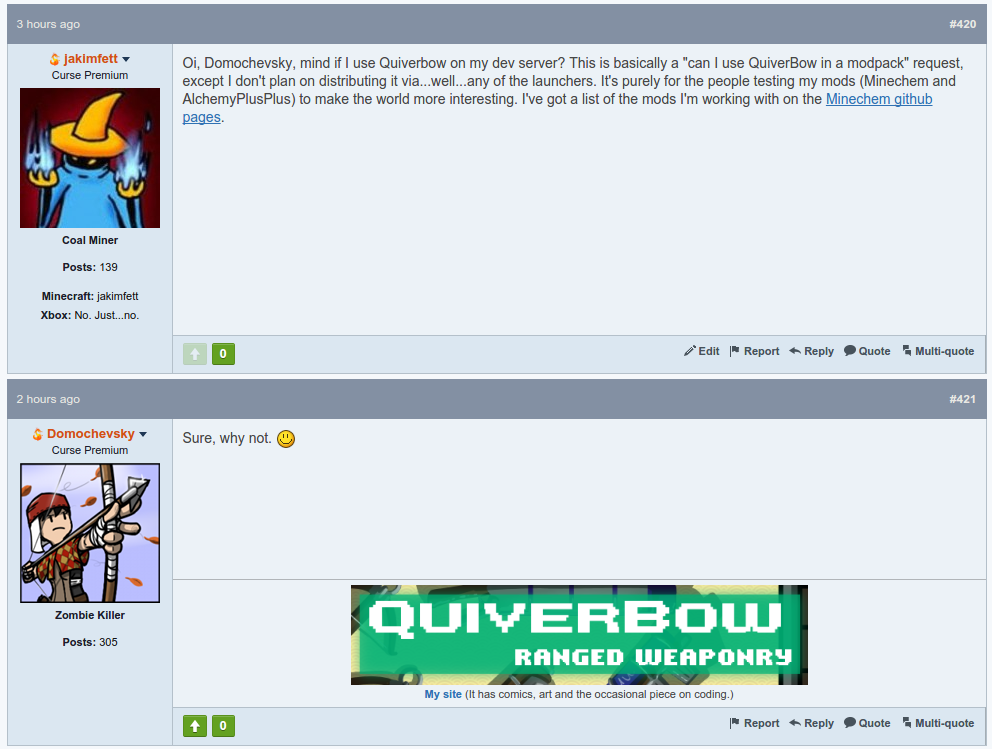 3 hours ago #420
jakimfett
Curse Premium
Coal Miner
Posts: 139
Minecraft: jakimfett
Xbox: No. Just...no.
Oi, Domochevsky, mind if I use Quiverbow on my dev server? This is basically a "can I use QuiverBow in a modpack" request,
except I don't plan on distributing it via...well...any of the launchers. It's purely for the people testing my mods (Minechem and
AlchemyPlusPlus) to make the world more interesting. I've got a list of the mods I'm working with on the Minechem github
pages.
0 Edit Report Reply Quote Multi-quote
2 hours ago #421
Domochevsky
Curse Premium
Zombie Killer
Posts: 305
Sure, why not.
QUIVERBOW
RANGED WEAPONRY
My site (It has comics, art and the occasional piece on coding.)
0 Report Reply Quote Multi-quote